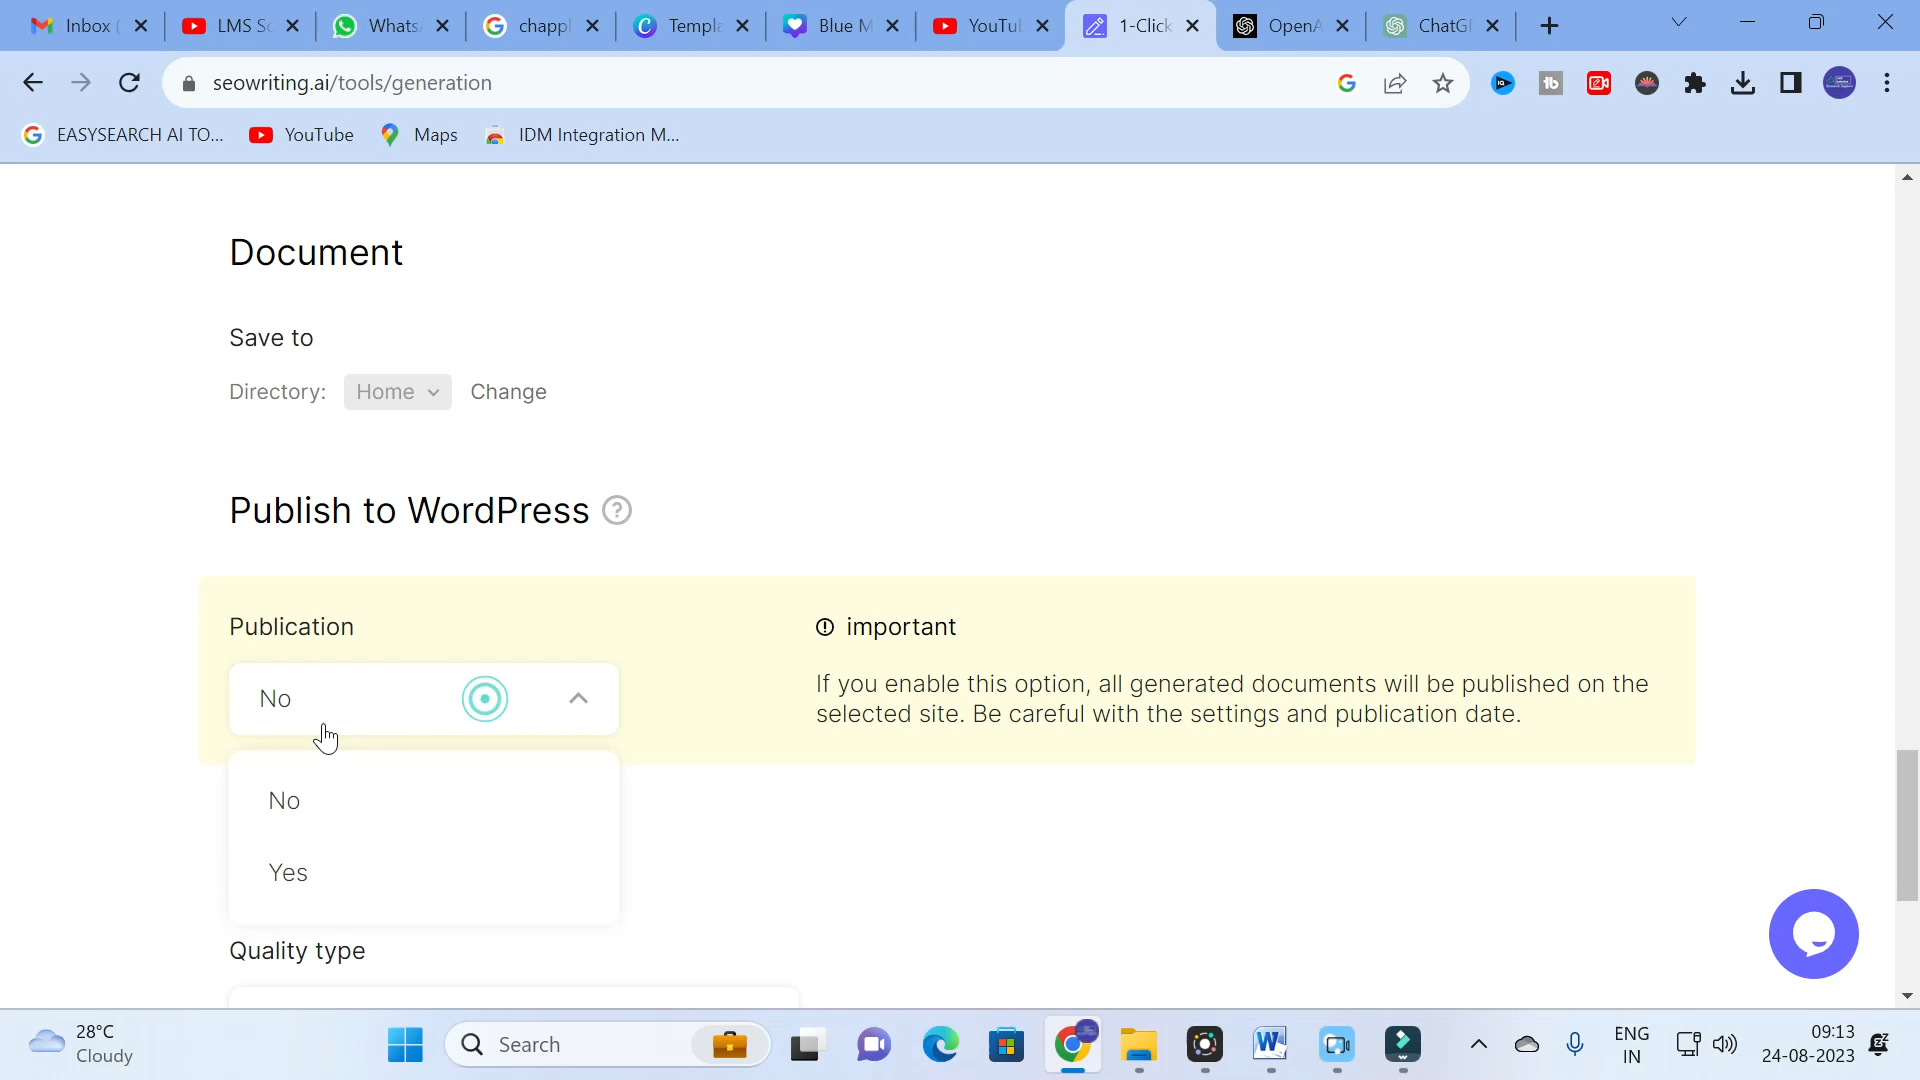 Inbox (
LMS Sc
Whats
chappl
Templa
Blue M
YouTu
1-Click
OpenA
ChatG
seowriting.ai/tools/generation
EASYSEARCH AI TO...
YouTube
Maps
IDM Integration M...
Document
Save to
Directory: Home Change
Publish to WordPress ?
Publication
important
No
If you enable this option, all generated documents will be published on the
selected site. Be careful with the settings and publication date.
No
Yes
Quality type
28°C
Cloudy
Search
ENG
IN
09:13
24-08-2023